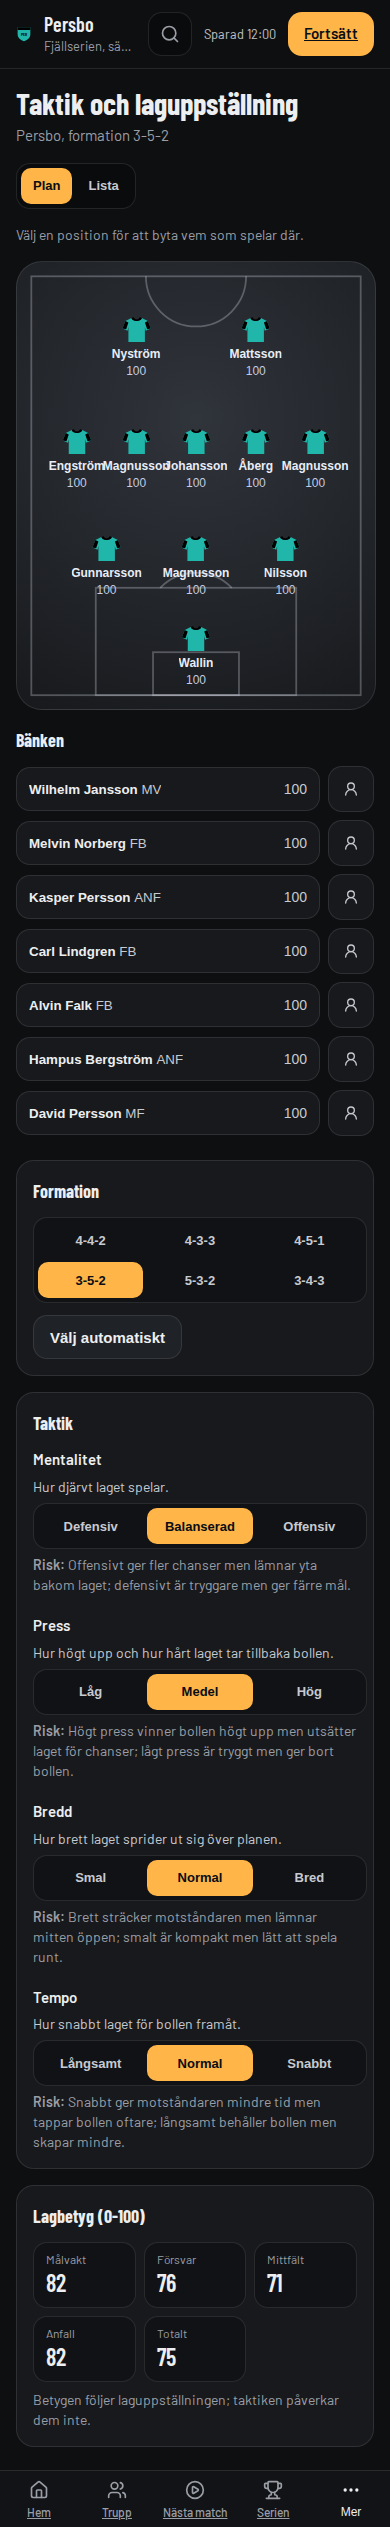 Persbo
Fjällserien, sä...
Sparad 12:00
Fortsätt
Taktik och laguppställning
Persbo, formation 3-5-2
Plan Lista
Välj en position för att byta vem som spelar där.
Nyström Mattsson
100 100
Engström Magnusson Johansson Åberg Magnusson
100 100 100 100 100
Gunnarsson Magnusson Nilsson
100 100 100
Wallin
100
Bänken
Wilhelm Jansson MV 100
Melvin Norberg FB 100
Kasper Persson ANF 100
Carl Lindgren FB 100
Alvin Falk FB 100
Hampus Bergström ANF 100
David Persson MF 100
Formation
4-4-2 4-3-3 4-5-1
3-5-2 5-3-2 3-4-3
Välj automatiskt
Taktik
Mentalitet
Hur djärvt laget spelar.
Defensiv Balanserad Offensiv
Risk: Offensivt ger fler chanser men lämnar yta
bakom laget; defensivt är tryggare men ger färre mål.
Press
Hur högt upp och hur hårt laget tar tillbaka bollen.
Låg Medel Hög
Risk: Högt press vinner bollen högt upp men utsätter
laget för chanser; lågt press är tryggt men ger bort
bollen.
Bredd
Hur brett laget sprider ut sig över planen.
Smal Normal Bred
Risk: Brett sträcker motståndaren men lämnar
mitten öppen; smalt är kompakt men lätt att spela
runt.
Tempo
Hur snabbt laget för bollen framåt.
Långsamt Normal Snabbt
Risk: Snabbt ger motståndaren mindre tid men
tappar bollen oftare; långsamt behåller bollen men
skapar mindre.
Lagbetyg (0-100)
Målvakt Försvar Mittfält
82 76 71
Anfall Totalt
82 75
Betygen följer laguppställningen; taktiken påverkar
dem inte.
Hem Trupp Nästa match Serien Mer